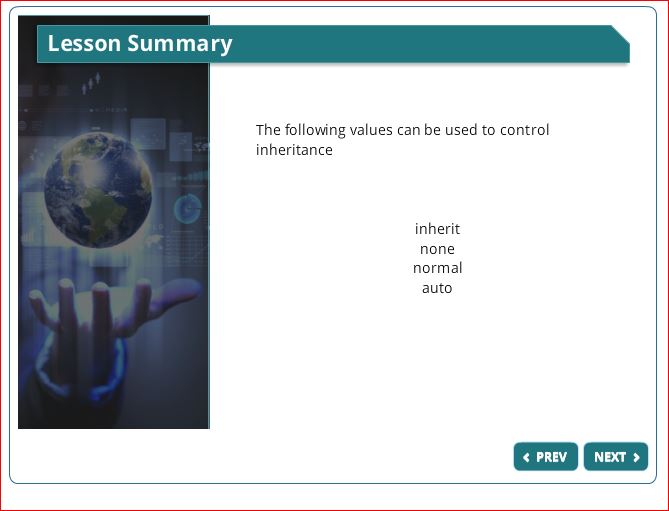 Lesson Summary
The following values can be used to control
inheritance
inherit
none
normal
auto
PREV
NEXT